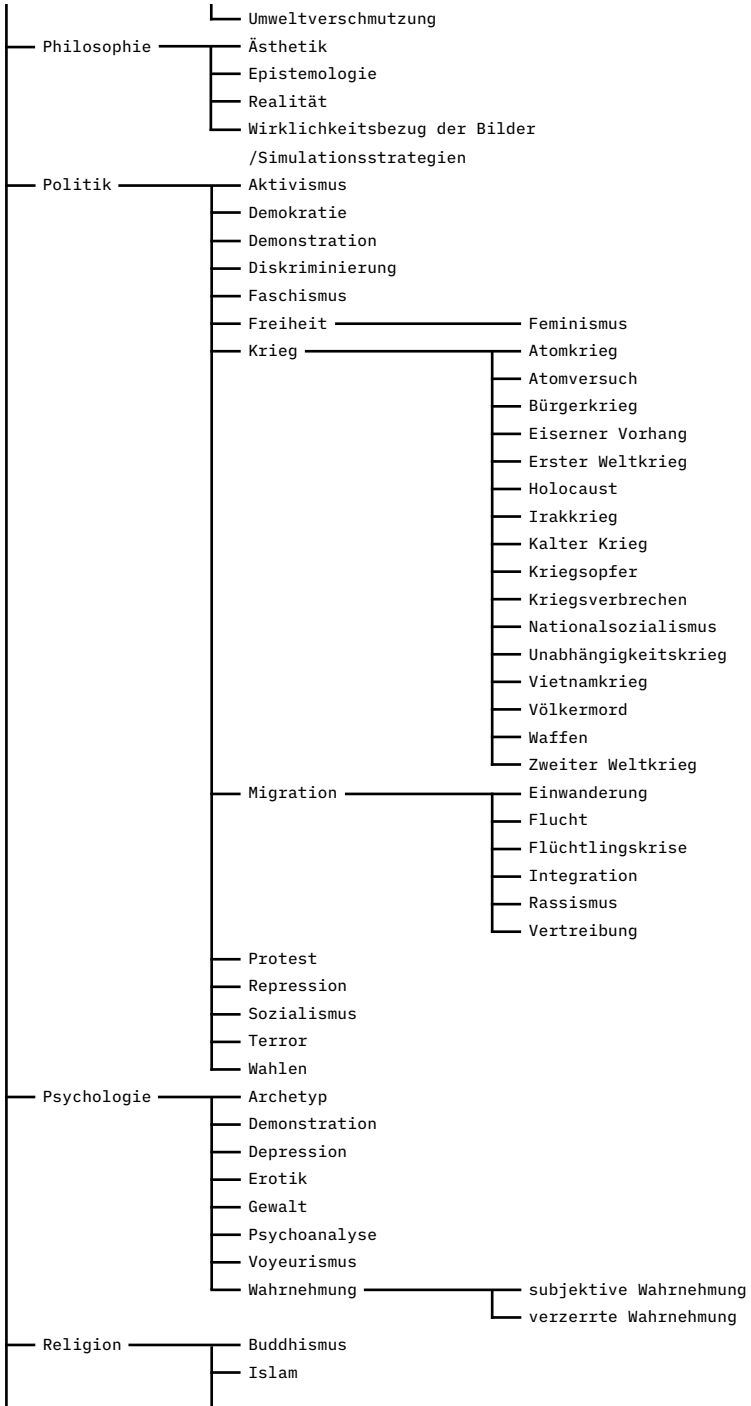 Umweltverschmutzung
Philosophie Ästhetik
Epistemologie
Realität
Wirklichkeitsbezug der Bilder
/Simulationsstrategien
Politik Aktivismus
Demokratie
Demonstration
Diskriminierung
Faschismus
Freiheit Feminismus
Krieg Atomkrieg
Atomversuch
Bürgerkrieg
Eiserner Vorhang
Erster Weltkrieg
Holocaust
Irakkrieg
Kalter Krieg
Kriegsopfer
Kriegsverbrechen
Nationalsozialismus
Unabhängigkeitskrieg
Vietnamkrieg
Völkermord
Waffen
Zweiter Weltkrieg
Migration Einwanderung
Flucht
Flüchtlingskrise
Integration
Rassismus
Vertreibung
Protest
Repression
Sozialismus
Terror
Wahlen
Psychologie Archetyp
Demonstration
Depression
Erotik
Gewalt
Psychoanalyse
Voyeurismus
Wahrnehmung subjektive Wahrnehmung
verzerrte Wahrnehmung
Religion Buddhismus
Islam